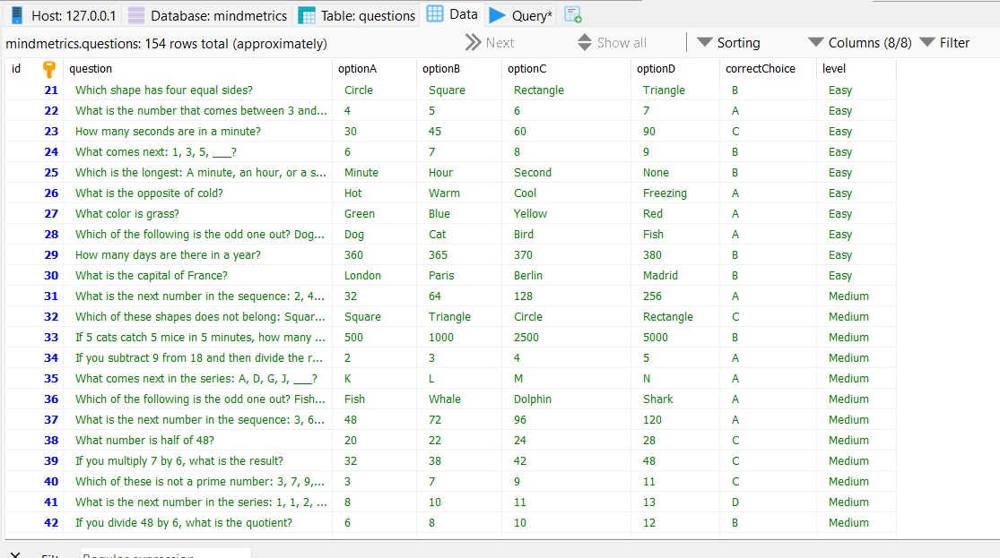 Host: 127.0.0.1 Database: mindmetrics Table: questions Data Query*
mindmetrics.questions: 154 rows total (approximately) Next Show all Sorting Columns (8/8) Filter
id question optionA optionB optionC optionD correctChoice level
21 Which shape has four equal sides? Circle Square Rectangle Triangle B Easy
22 What is the number that comes between 3 and... 4 5 6 7 A Easy
23 How many seconds are in a minute? 30 45 60 90 C Easy
24 What comes next: 1, 3, 5, ___? 6 7 8 9 B Easy
25 Which is the longest: A minute, an hour, or a s... Minute Hour Second None B Easy
26 What is the opposite of cold? Hot Warm Cool Freezing A Easy
27 What color is grass? Green Blue Yellow Red A Easy
28 Which of the following is the odd one out? Dog... Dog Cat Bird Fish A Easy
29 How many days are there in a year? 360 365 370 380 B Easy
30 What is the capital of France? London Paris Berlin Madrid B Easy
31 What is the next number in the sequence: 2, 4... 32 64 128 256 A Medium
32 Which of these shapes does not belong: Squar... Square Triangle Circle Rectangle C Medium
33 If 5 cats catch 5 mice in 5 minutes, how many ... 500 1000 2500 5000 B Medium
34 If you subtract 9 from 18 and then divide the r... 2 3 4 5 A Medium
35 What comes next in the series: A, D, G, J, ___? K L M N A Medium
36 Which of the following is the odd one out? Fish... Fish Whale Dolphin Shark A Medium
37 What is the next number in the sequence: 3, 6... 48 72 96 120 A Medium
38 What number is half of 48? 20 22 24 28 C Medium
39 If you multiply 7 by 6, what is the result? 32 38 42 48 C Medium
40 Which of these is not a prime number: 3, 7, 9,... 3 7 9 11 C Medium
41 What is the next number in the series: 1, 1, 2, ... 8 10 11 13 D Medium
42 If you divide 48 by 6, what is the quotient? 6 8 10 12 B Medium
Regular expression